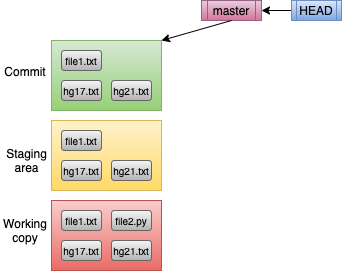 master HEAD
Commit
file1.txt
hg17.txt hg21.txt
Staging
area
file1.txt
hg17.txt hg21.txt
Working
copy
file1.txt file2.py
hg17.txt hg21.txt